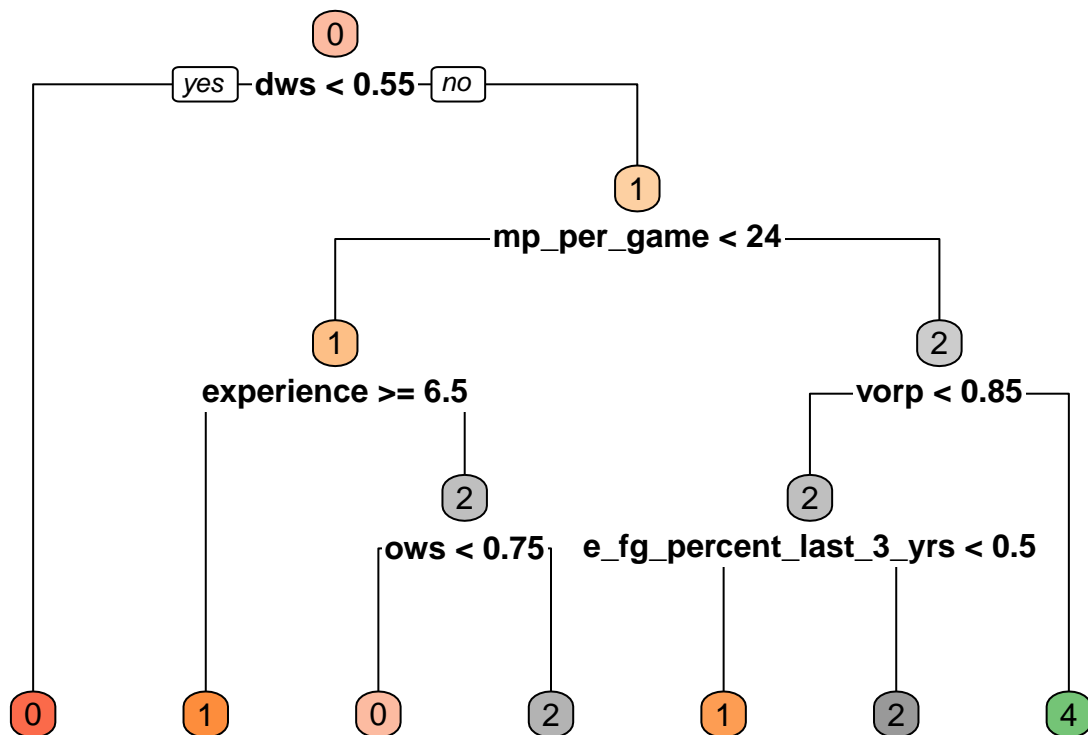 0
yes dws < 0.55 no
1
mp_per_game < 24
1 2
experience >= 6.5 vorp < 0.85
2 2
ows < 0.75 e_fg_percent_last_3_yrs < 0.5
0 1 0 2 1 2 4